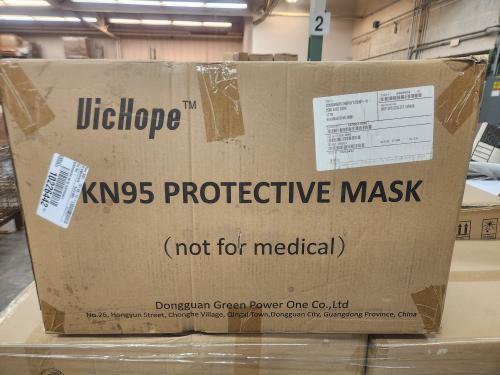 2
VicHope™
10226442
KN95 PROTECTIVE MASK
(not for medical)
Dongguan Green Power One Co.,Ltd
No.26, Hongyun Street, Chonghe Village, Qingxi Town,Dongguan City, Guangdong Province, China